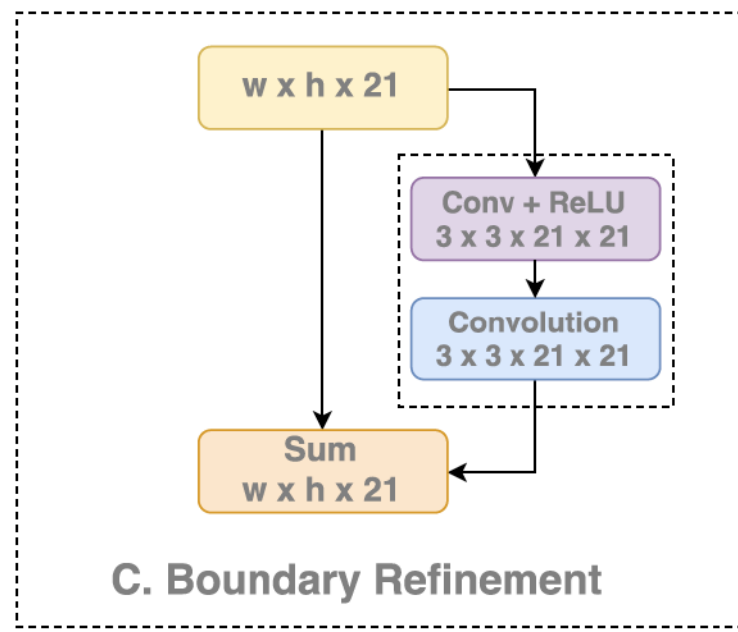 w x h x 21
Conv + ReLU
3 x 3 x 21 x 21
Convolution
3 x 3 x 21 x 21
Sum
w x h x 21
C. Boundary Refinement